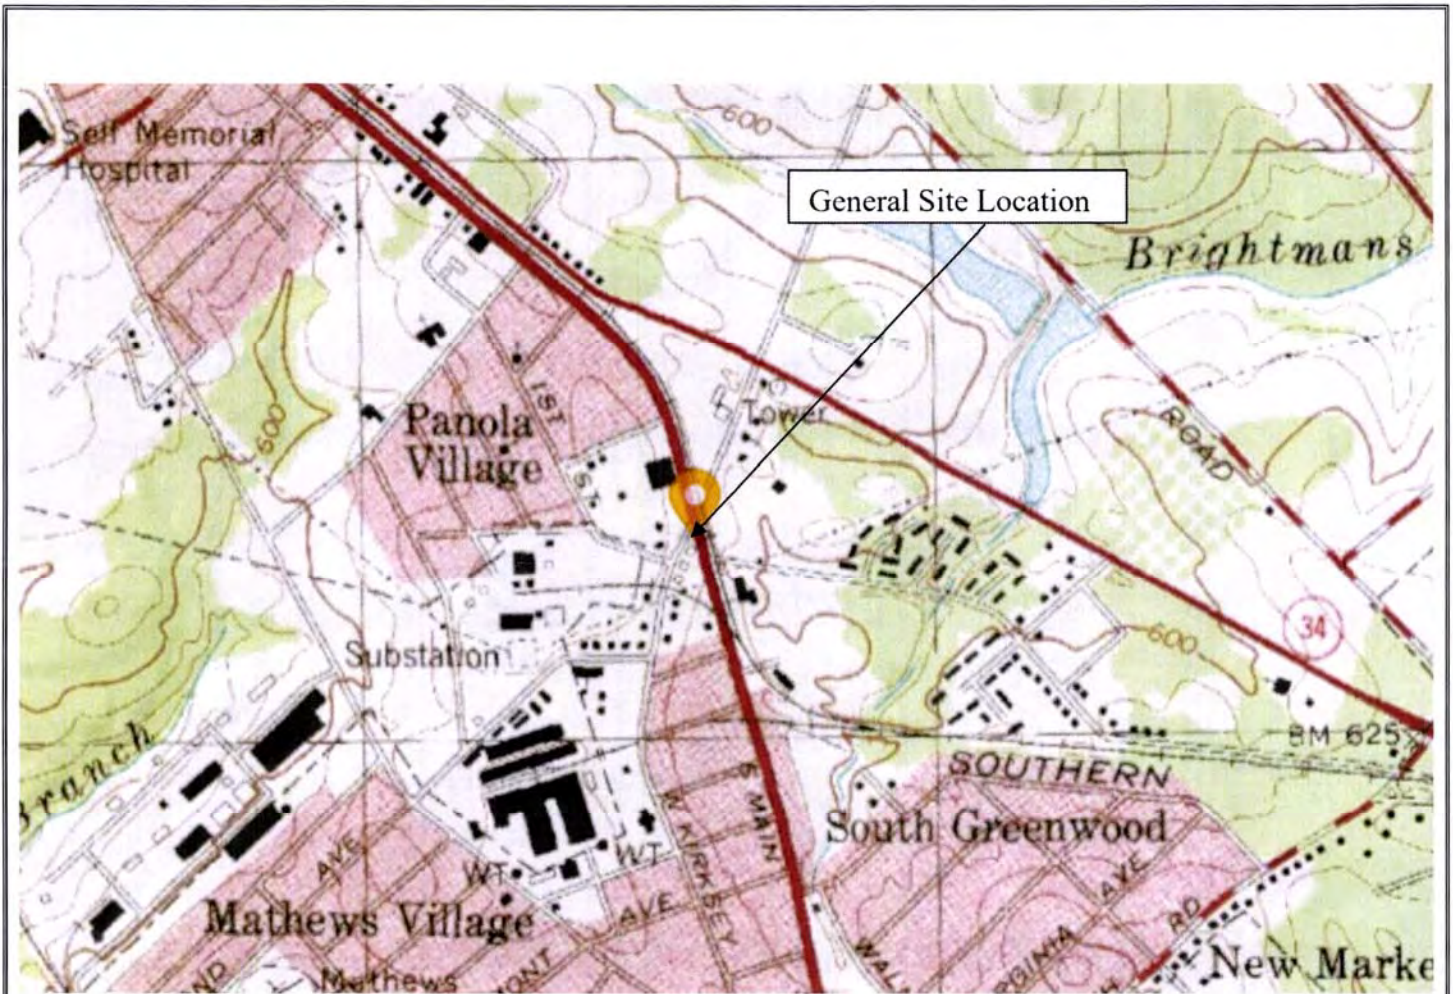 Self Memorial
Hospital
600
General Site Location
Brightmans
Panola
Village
1ST
ST
Tower
600
ROAD
34
600
Substation
BM 625
Branch
SOUTHERN
South Greenwood
S MAIN
W KIRKSEY
AVE
AVE
AVE
WT
WT
RD
Mathews Village
Mathews
New Marke